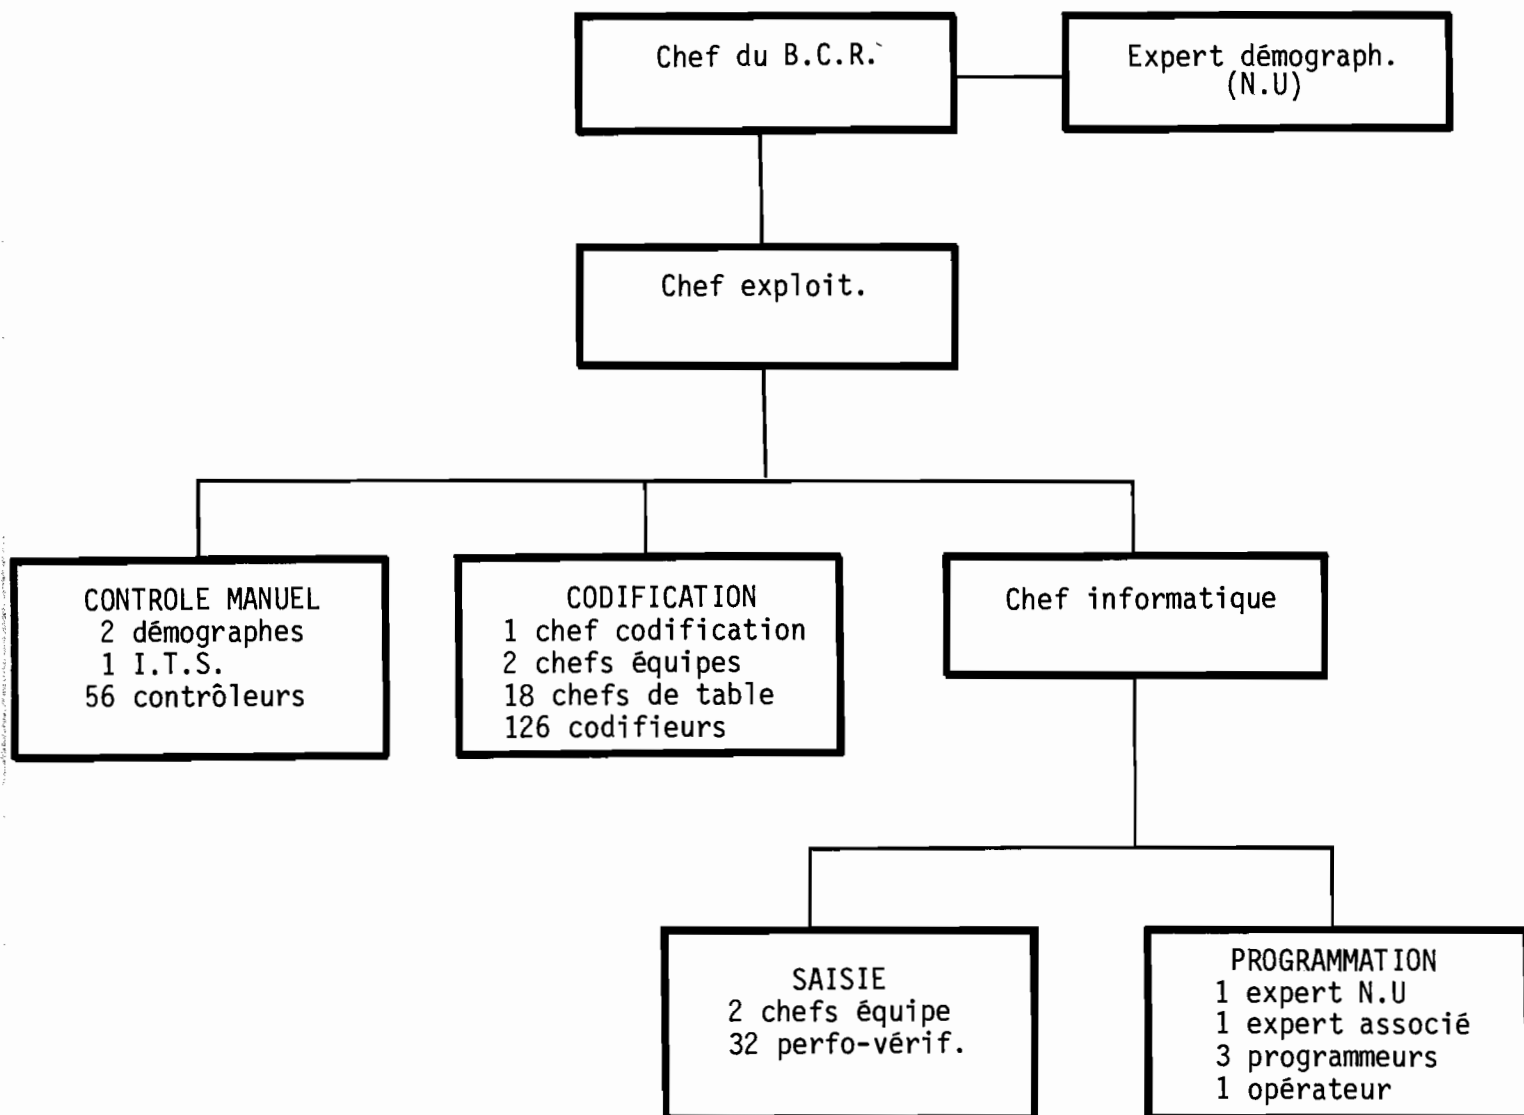 Chef du B.C.R.
Expert démograph.
(N.U)
Chef exploit.
CONTROLE MANUEL
2 démographes
1 I.T.S.
56 contrôleurs
CODIFICATION
1 chef codification
2 chefs équipes
18 chefs de table
126 codifieurs
Chef informatique
SAISIE
2 chefs équipe
32 perfo-vérif.
PROGRAMMATION
1 expert N.U
1 expert associé
3 programmeurs
1 opérateur